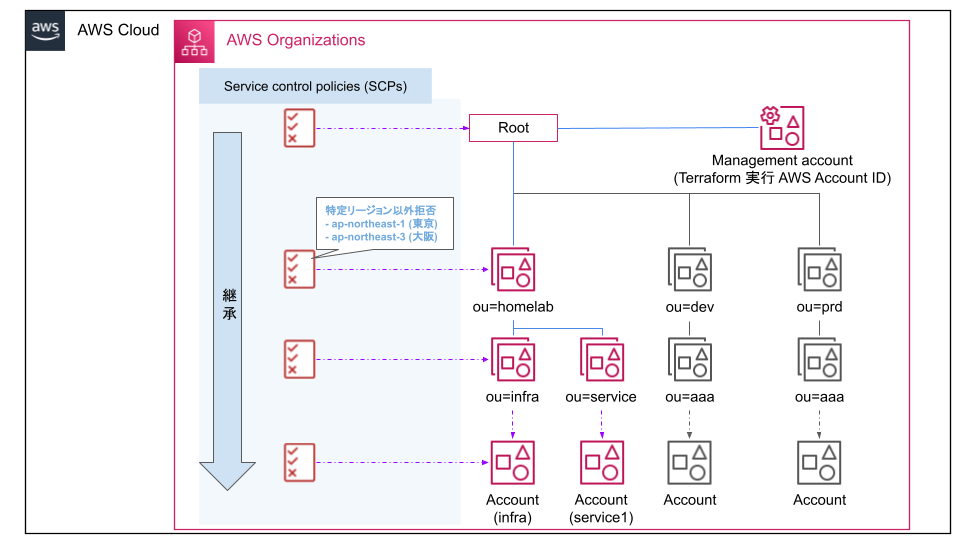 aws
AWS Cloud
AWS Organizations
Service control policies (SCPs)
Root
Management account
(Terraform 実行 AWS Account ID)
特定リージョン以外拒否
- ap-northeast-1 (東京)
- ap-northeast-3 (大阪)
継
承
ou=homelab
ou=dev
ou=prd
ou=infra
ou=service
ou=aaa
ou=aaa
Account
(infra)
Account
(service1)
Account
Account